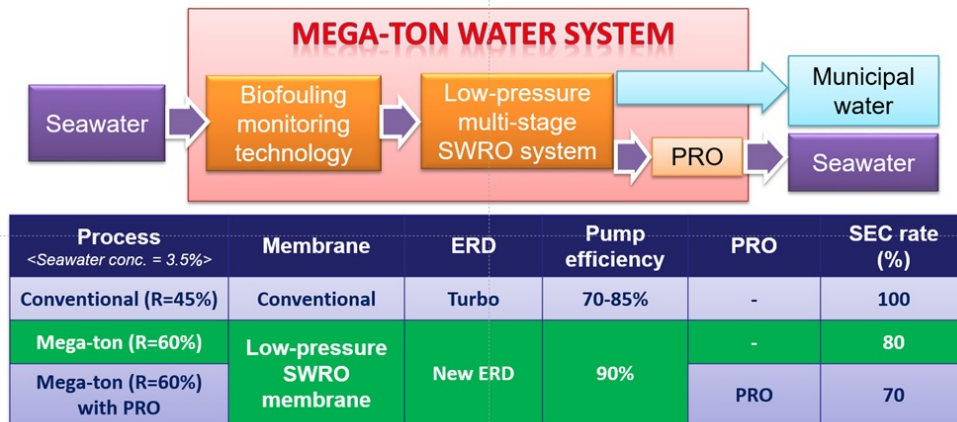 MEGA-TON WATER SYSTEM
Seawater
Biofouling
monitoring
technology
Low-pressure
multi-stage
SWRO system
Municipal
water
PRO
Seawater
Process
<Seawater conc. = 3.5%>
Membrane
ERD
Pump
efficiency
PRO
SEC rate
(%)
Conventional (R=45%)
Conventional
Turbo
70-85%
-
100
Mega-ton (R=60%)
Low-pressure
SWRO
membrane
New ERD
90%
-
80
Mega-ton (R=60%)
with PRO
PRO
70